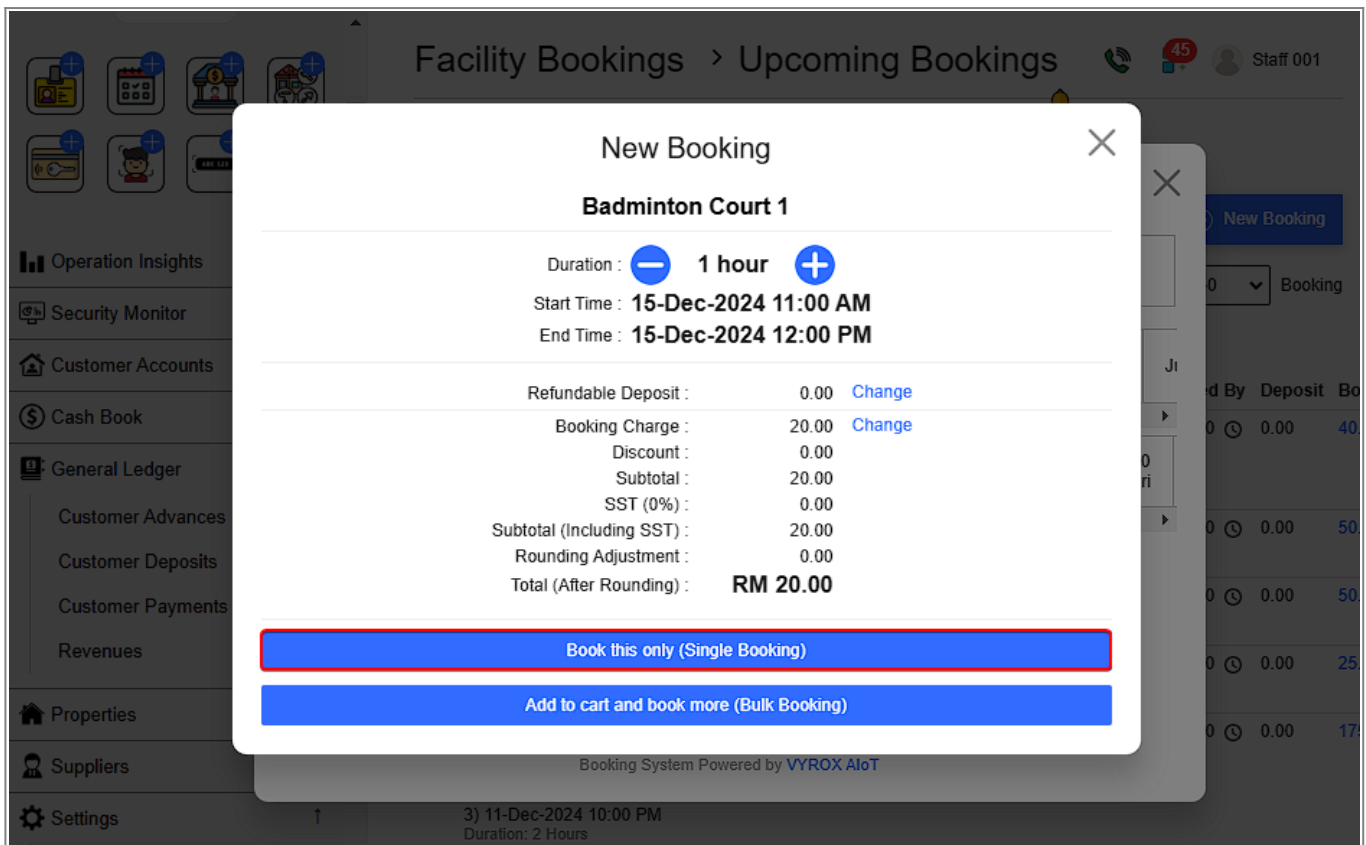 Facility Bookings > Upcoming Bookings
45
Staff 001
New Booking
Badminton Court 1
Duration : 1 hour
Start Time : 15-Dec-2024 11:00 AM
End Time : 15-Dec-2024 12:00 PM
Refundable Deposit : 0.00 Change
Booking Charge : 20.00 Change
Discount : 0.00
Subtotal : 20.00
SST (0%) : 0.00
Subtotal (Including SST) : 20.00
Rounding Adjustment : 0.00
Total (After Rounding) : RM 20.00
Book this only (Single Booking)
Add to cart and book more (Bulk Booking)
Booking System Powered by VYROX AIoT
3) 11-Dec-2024 10:00 PM
Duration: 2 Hours
Operation Insights
Security Monitor
Customer Accounts
Cash Book
General Ledger
Customer Advances
Customer Deposits
Customer Payments
Revenues
Properties
Suppliers
Settings
New Booking
Booking
By Deposit
0.00
0.00 50.
0.00 50.
0.00 25.
0.00